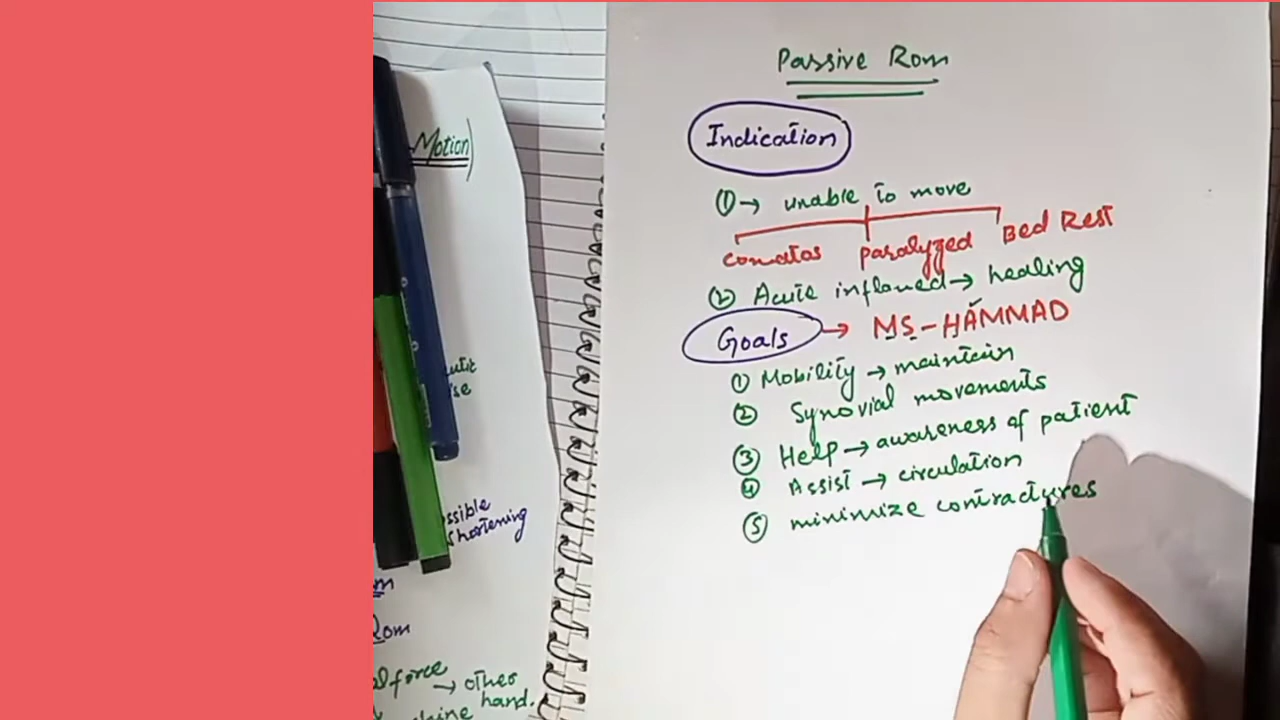 Passive Rom
Indication
① → unable to move
comatos paralyzed Bed Rest
② Acute inflamed → healing
Goals → MS-HAMMAD
① Mobility → maintain
② Synovial movements
③ Help → awareness of patient
④ Assist → circulation
⑤ minimize contractures
Motion)
ssible
shortening
Rom
force → other
hand.